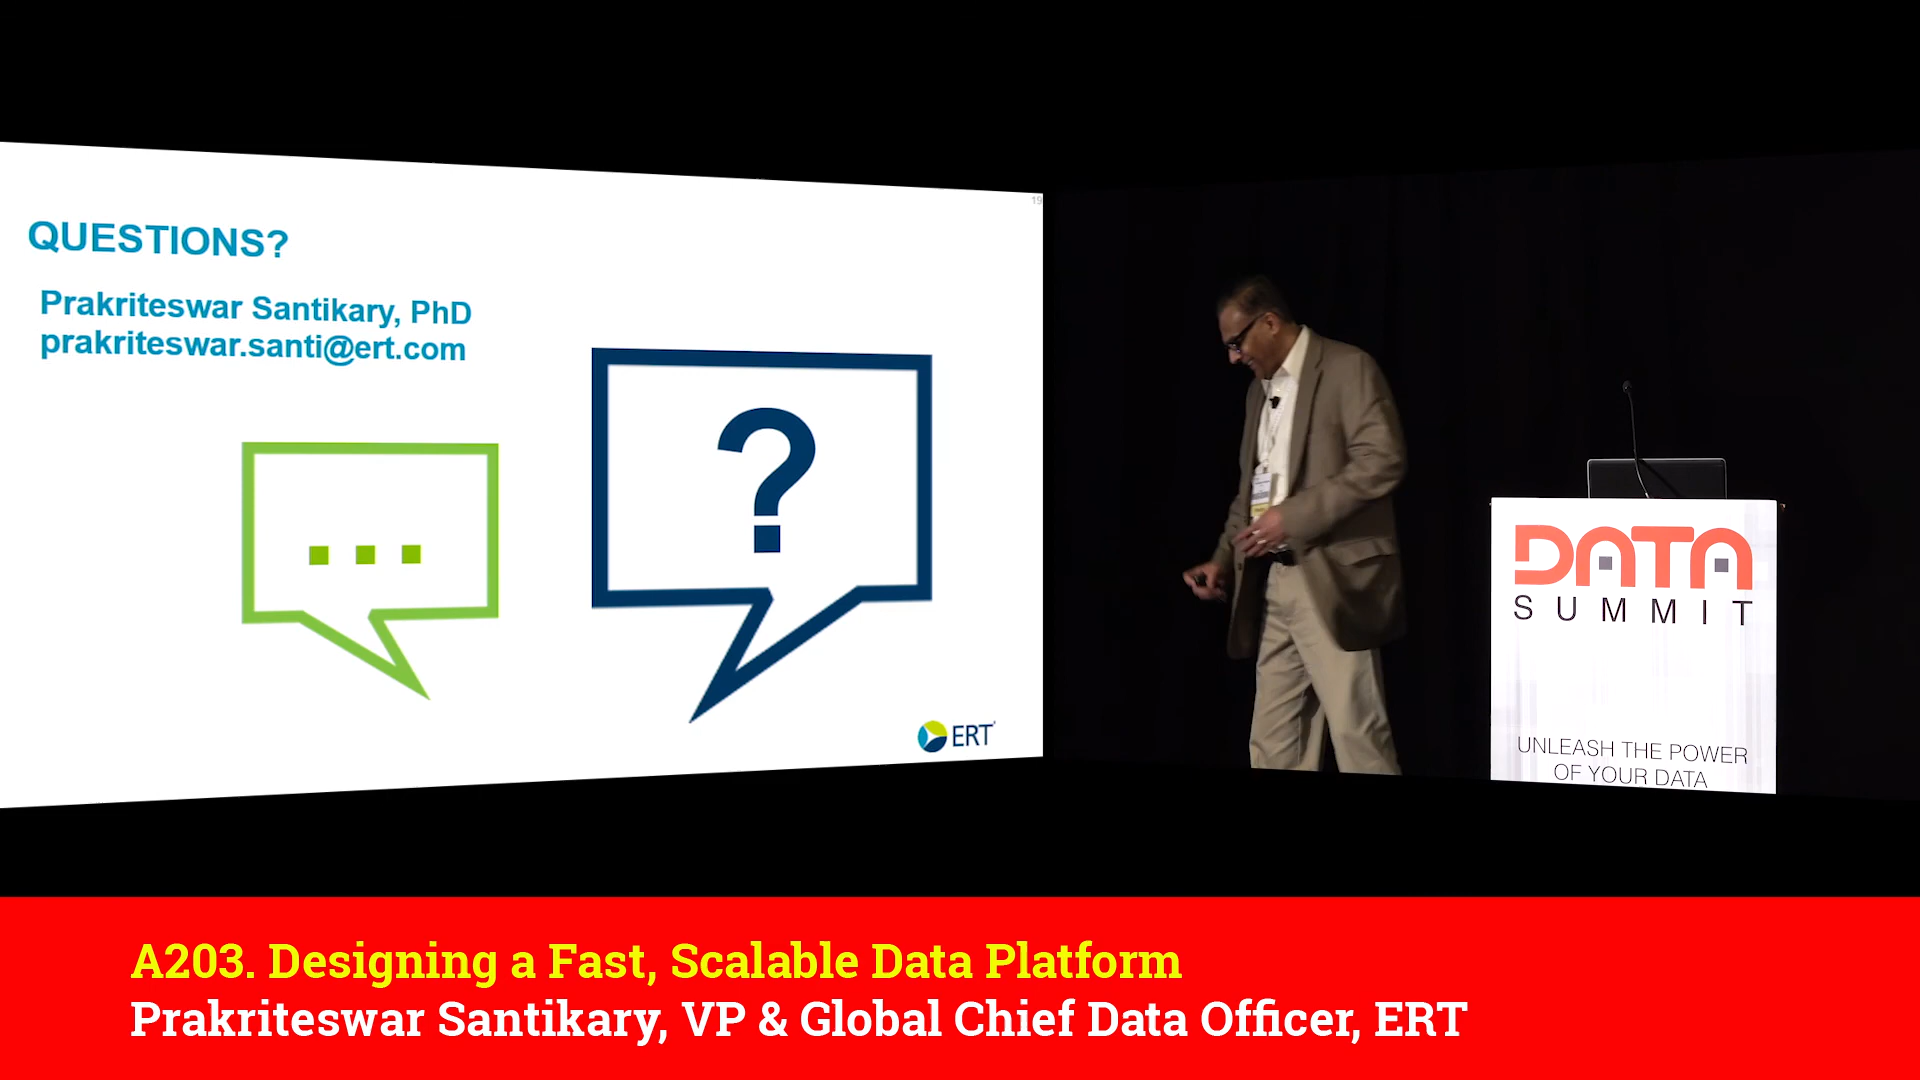 19
QUESTIONS?
Prakriteswar Santikary, PhD
prakriteswar.santi@ert.com
?
ERT
DATA
SUMMIT
UNLEASH THE POWER
OF YOUR DATA
A203. Designing a Fast, Scalable Data Platform
Prakriteswar Santikary, VP & Global Chief Data Officer, ERT